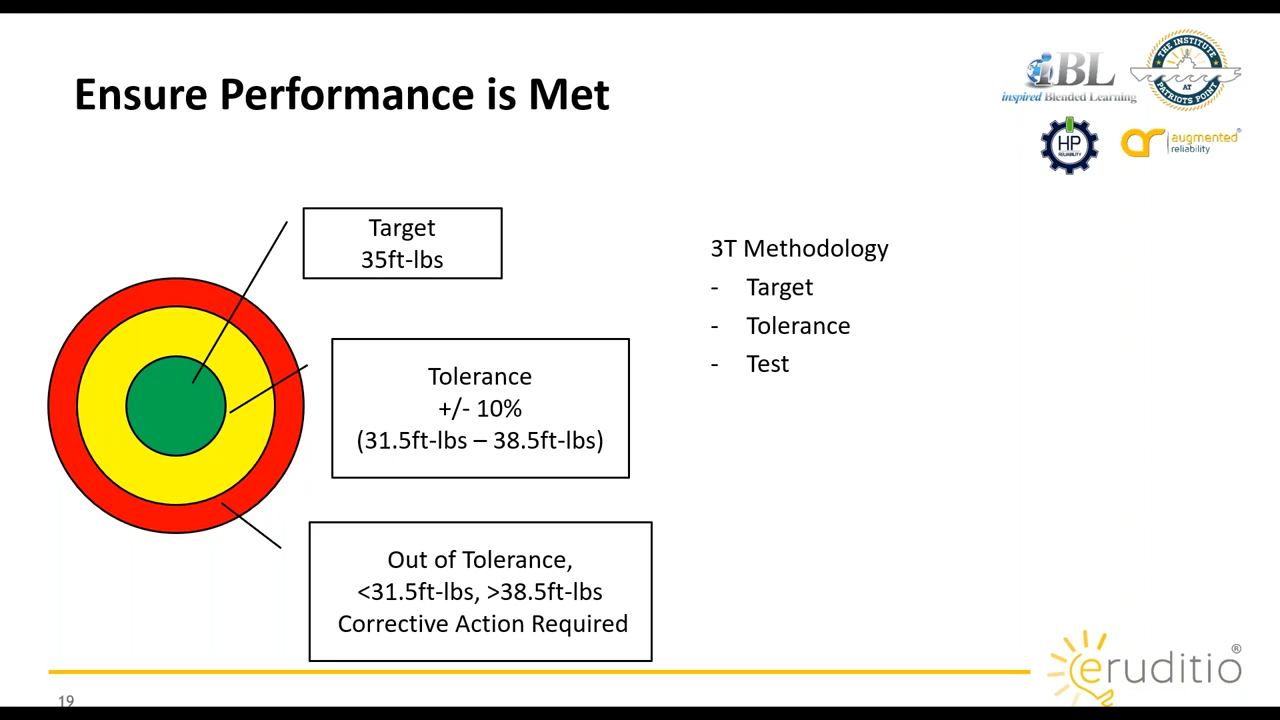 Ensure Performance is Met
iBL
inspired Blended Learning
THE INSTITUTE
AT
PATRIOTS POINT
HP
RELIABILITY
ar augmented®
reliability
Target
35ft-lbs
Tolerance
+/- 10%
(31.5ft-lbs – 38.5ft-lbs)
Out of Tolerance,
<31.5ft-lbs, >38.5ft-lbs
Corrective Action Required
3T Methodology
- Target
- Tolerance
- Test
19
eruditio®